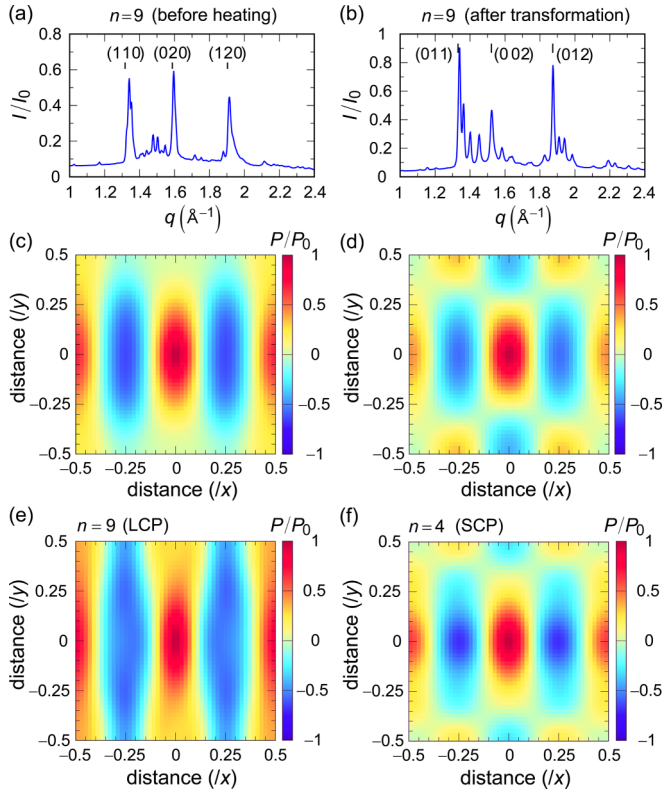 (a) n=9 (before heating)
(b) n=9 (after transformation)
0.8
0.6
0.4
0.2
0
I/I₀
(110)
(020)
(120)
1 1.2 1.4 1.6 1.8 2 2.2 2.4
q (Å⁻¹)
1
0.8
0.6
0.4
0.2
0
I/I₀
(011)
(002)
(012)
1 1.2 1.4 1.6 1.8 2 2.2 2.4
q (Å⁻¹)
(c)
P/P₀
0.5
0.25
0
−0.25
−0.5
distance (/y)
−0.5 −0.25 0 0.25 0.5
distance (/x)
1
0.5
0
−0.5
−1
(d)
P/P₀
0.5
0.25
0
−0.25
−0.5
distance (/y)
−0.5 −0.25 0 0.25 0.5
distance (/x)
1
0.5
0
−0.5
−1
(e) n=9 (LCP)
P/P₀
0.5
0.25
0
−0.25
−0.5
distance (/y)
−0.5 −0.25 0 0.25 0.5
distance (/x)
1
0.5
0
−0.5
−1
(f) n=4 (SCP)
P/P₀
0.5
0.25
0
−0.25
−0.5
distance (/y)
−0.5 −0.25 0 0.25 0.5
distance (/x)
1
0.5
0
−0.5
−1